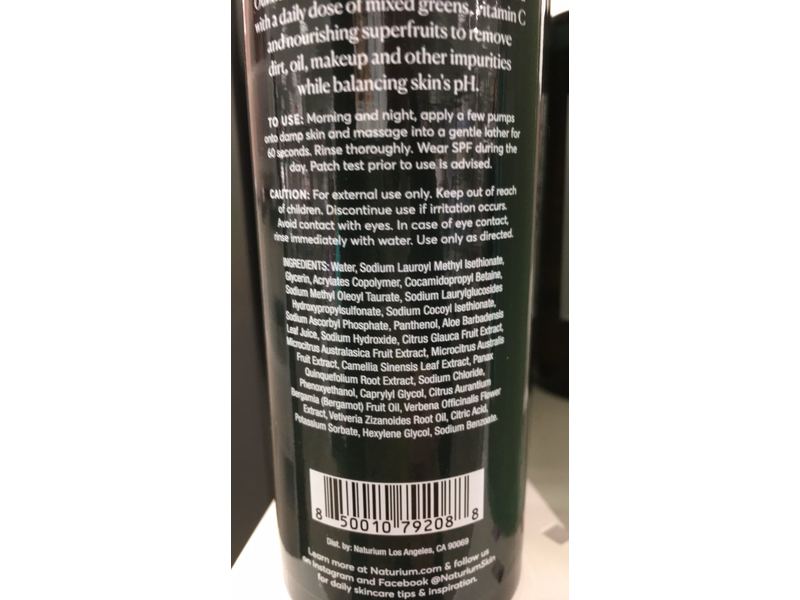 with a daily dose of mixed greens, vitamin C
and nourishing superfruits to remove
dirt, oil, makeup and other impurities
while balancing skin's pH.
TO USE: Morning and night, apply a few pumps
onto damp skin and massage into a gentle lather for
60 seconds. Rinse thoroughly. Wear SPF during the
day. Patch test prior to use is advised.
CAUTION: For external use only. Keep out of reach
of children. Discontinue use if irritation occurs.
Avoid contact with eyes. In case of eye contact,
rinse immediately with water. Use only as directed.
INGREDIENTS: Water, Sodium Lauroyl Methyl Isethionate,
Glycerin, Acrylates Copolymer, Cocamidopropyl Betaine,
Sodium Methyl Oleoyl Taurate, Sodium Laurylglucosides
Hydroxypropylsulfonate, Sodium Cocoyl Isethionate,
Sodium Ascorbyl Phosphate, Panthenol, Aloe Barbadensis
Leaf Juice, Sodium Hydroxide, Citrus Glauca Fruit Extract,
Microcitrus Australasica Fruit Extract, Microcitrus Australis
Fruit Extract, Camellia Sinensis Leaf Extract, Panax
Quinquefolium Root Extract, Sodium Chloride,
Phenoxyethanol, Caprylyl Glycol, Citrus Aurantium
Bergamia (Bergamot) Fruit Oil, Verbena Officinalis Flower
Extract, Vetiveria Zizanoides Root Oil, Citric Acid,
Potassium Sorbate, Hexylene Glycol, Sodium Benzoate.
8 50010 79208 8
Dist. by: Naturium Los Angeles, CA 90069
Learn more at Naturium.com & follow us
on Instagram and Facebook @NaturiumSkin
for daily skincare tips & inspiration.